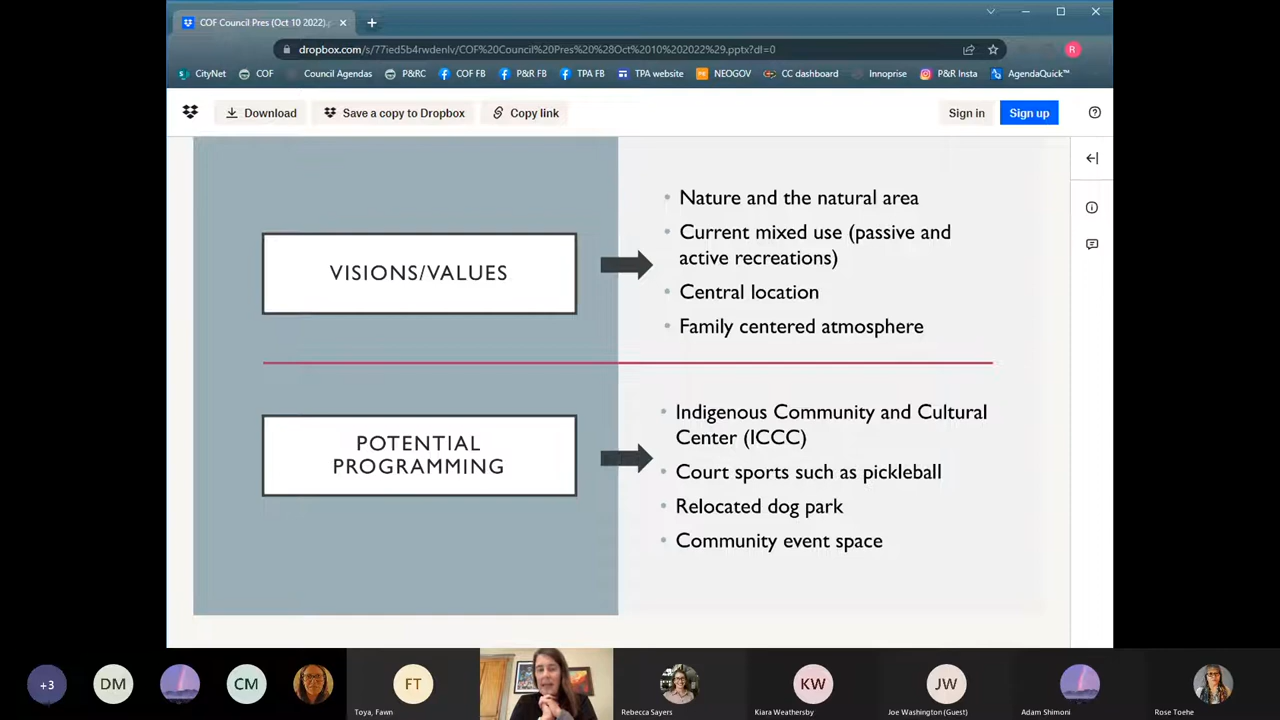 COF Council Pres (Oct 10 2022).
dropbox.com/s/77ied5b4rwdenlv/COF%20Council%20Pres%20%28Oct%2010%202022%29.pptx?dl=0
R
CityNet COF Council Agendas P&RC COF FB P&R FB TPA FB TPA website NEOGOV CC dashboard Innoprise P&R Insta AgendaQuick™
Download Save a copy to Dropbox Copy link Sign in Sign up
VISIONS/VALUES
Nature and the natural area
Current mixed use (passive and
active recreations)
Central location
Family centered atmosphere
POTENTIAL
PROGRAMMING
Indigenous Community and Cultural
Center (ICCC)
Court sports such as pickleball
Relocated dog park
Community event space
+3 DM CM FT KW JW
Toya, Fawn Rebecca Sayers Kiara Weathersby Joe Washington (Guest) Adam Shimoni Rose Toehe